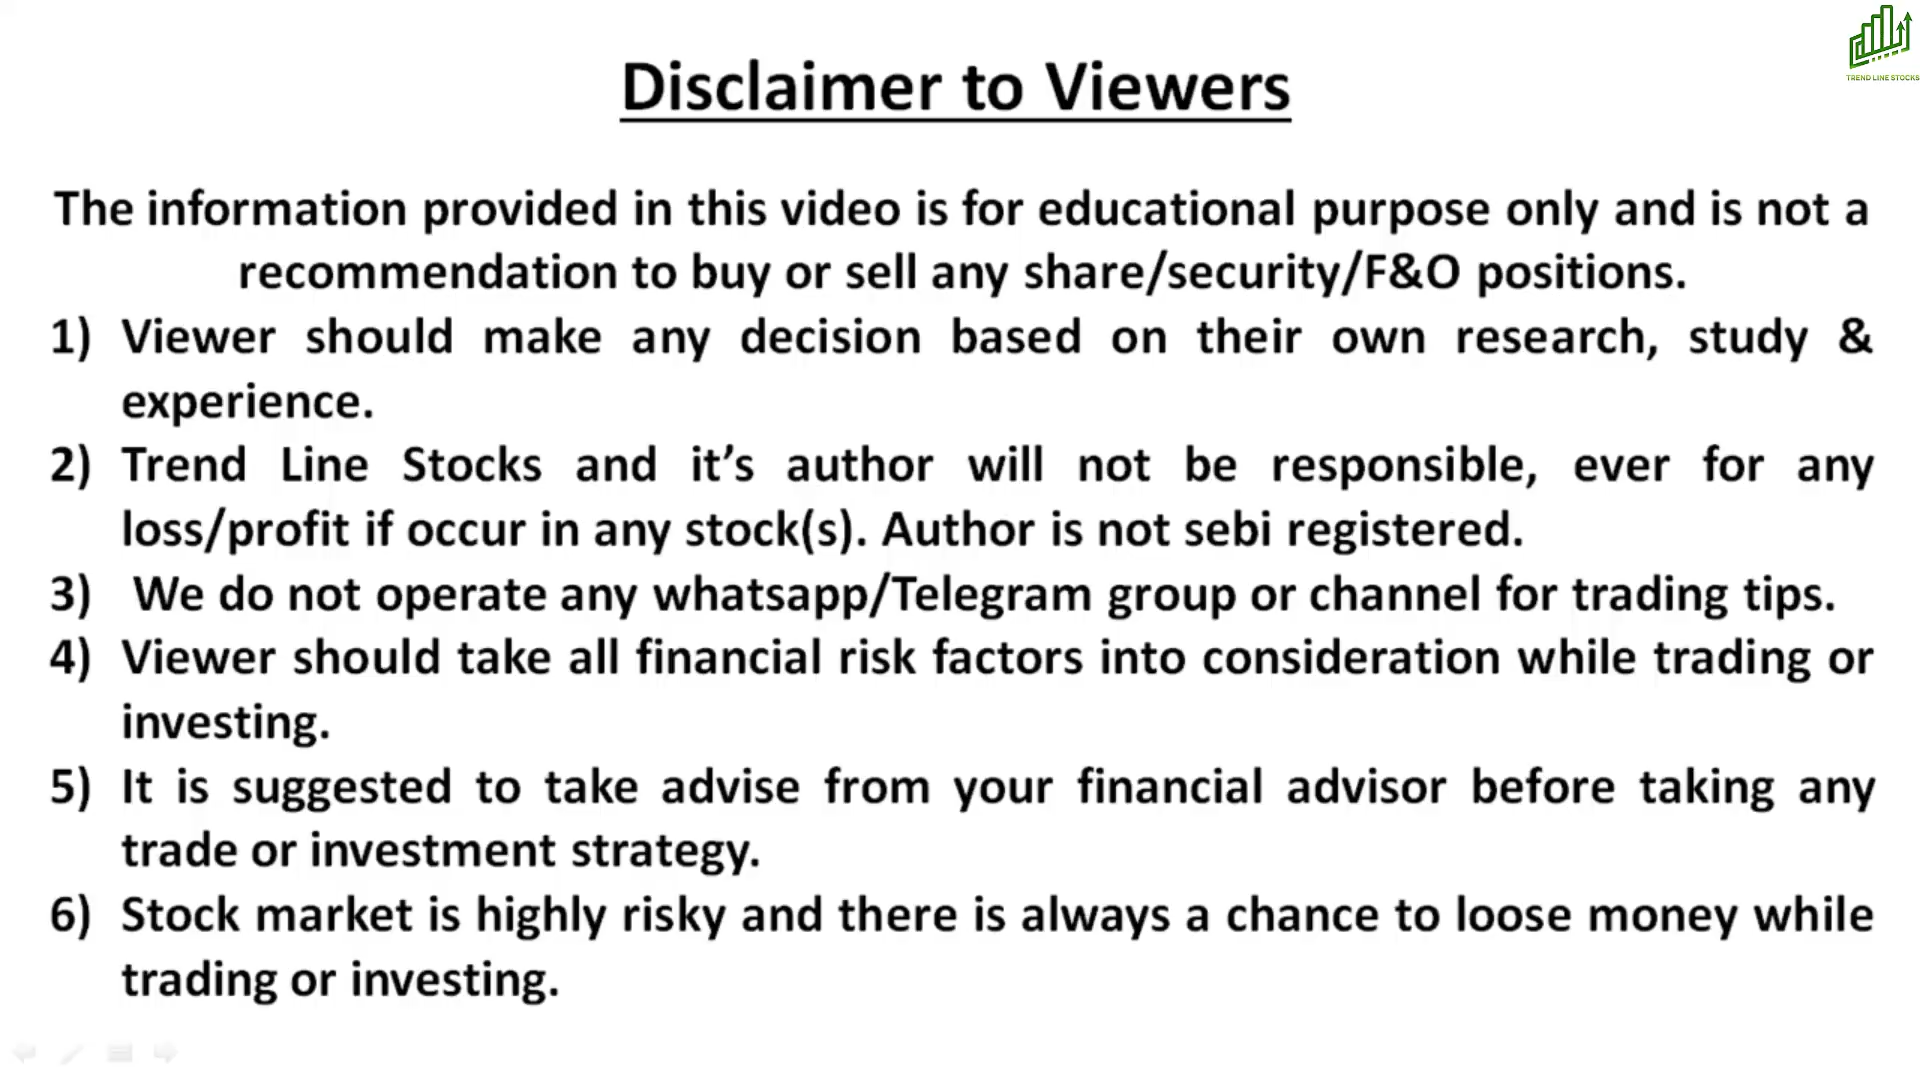 TREND LINE STOCKS
Disclaimer to Viewers
The information provided in this video is for educational purpose only and is not a
recommendation to buy or sell any share/security/F&O positions.
1) Viewer should make any decision based on their own research, study &
experience.
2) Trend Line Stocks and it’s author will not be responsible, ever for any
loss/profit if occur in any stock(s). Author is not sebi registered.
3) We do not operate any whatsapp/Telegram group or channel for trading tips.
4) Viewer should take all financial risk factors into consideration while trading or
investing.
5) It is suggested to take advise from your financial advisor before taking any
trade or investment strategy.
6) Stock market is highly risky and there is always a chance to loose money while
trading or investing.